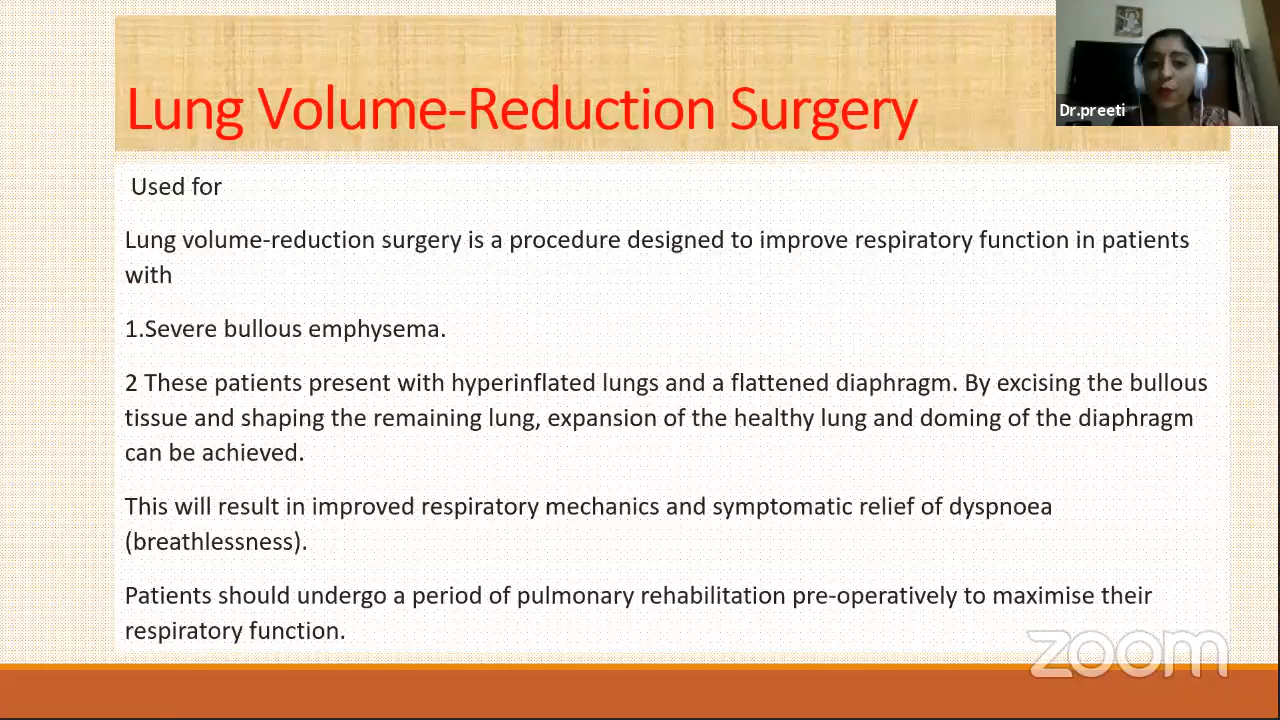 Lung Volume-Reduction Surgery
Dr.preeti
Used for
Lung volume-reduction surgery is a procedure designed to improve respiratory function in patients
with
1.Severe bullous emphysema.
2 These patients present with hyperinflated lungs and a flattened diaphragm. By excising the bullous
tissue and shaping the remaining lung, expansion of the healthy lung and doming of the diaphragm
can be achieved.
This will result in improved respiratory mechanics and symptomatic relief of dyspnoea
(breathlessness).
Patients should undergo a period of pulmonary rehabilitation pre-operatively to maximise their
respiratory function.
zoom